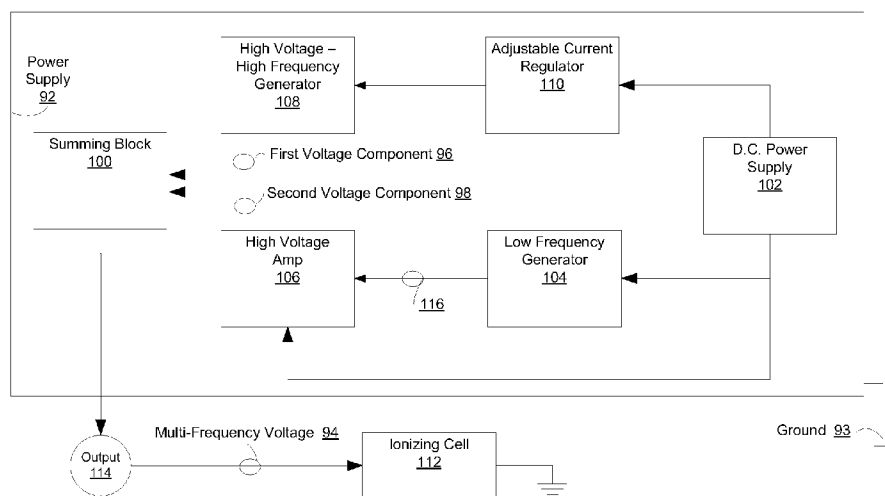 Power
Supply
92
High Voltage –
High Frequency
Generator
108
Adjustable Current
Regulator
110
Summing Block
100
First Voltage Component 96
Second Voltage Component 98
D.C. Power
Supply
102
High Voltage
Amp
106
Low Frequency
Generator
104
116
Multi-Frequency Voltage 94
Ground 93
Output
114
Ionizing Cell
112